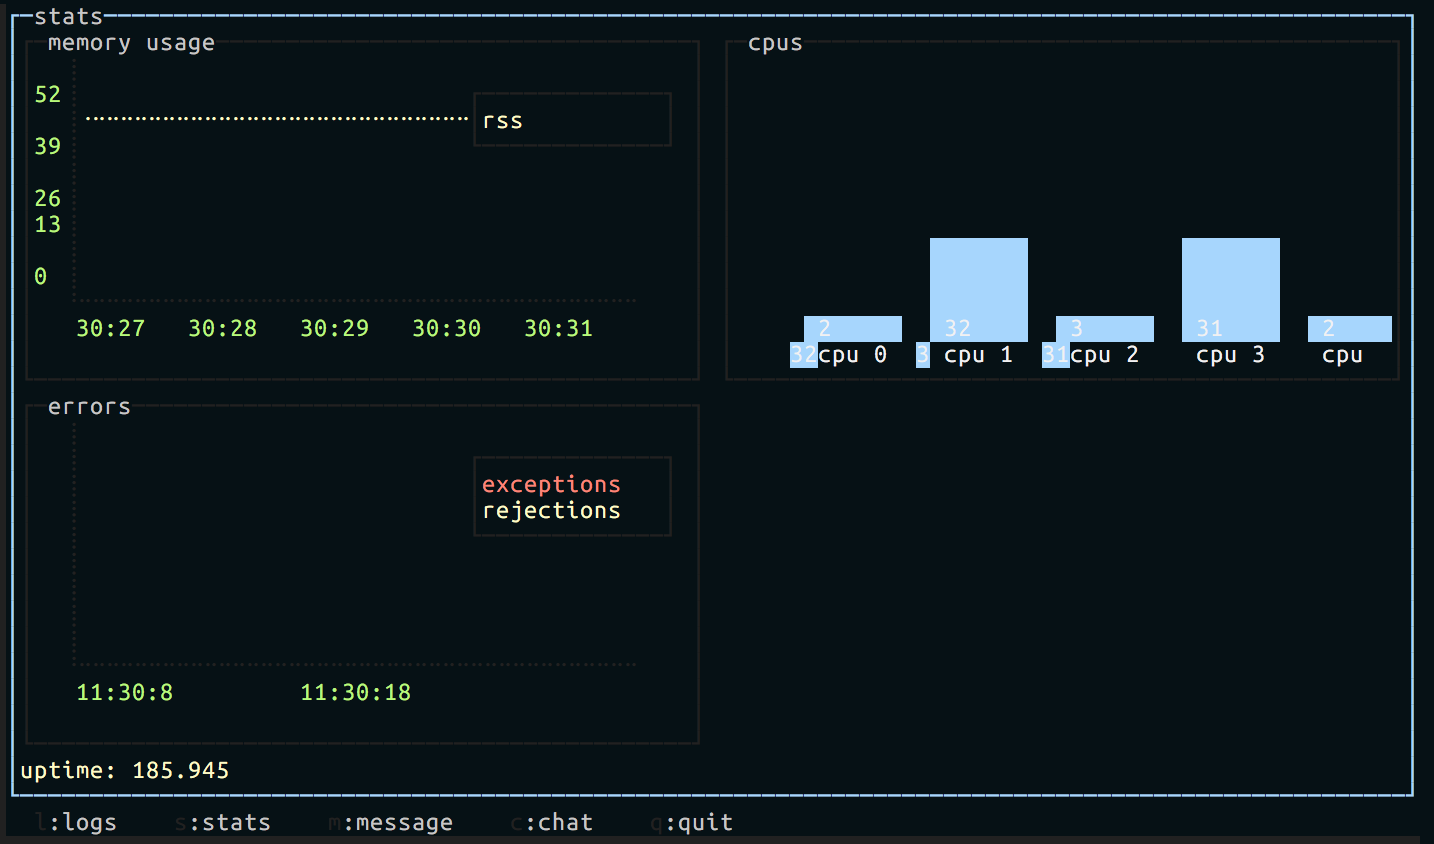 stats
memory usage
52
39
26
13
0
rss
30:27 30:28 30:29 30:30 30:31
cpus
2 32 3 31 2
32cpu 0 3 cpu 1 31cpu 2 cpu 3 cpu
errors
exceptions
rejections
11:30:8 11:30:18
uptime: 185.945
l:logs s:stats m:message c:chat q:quit